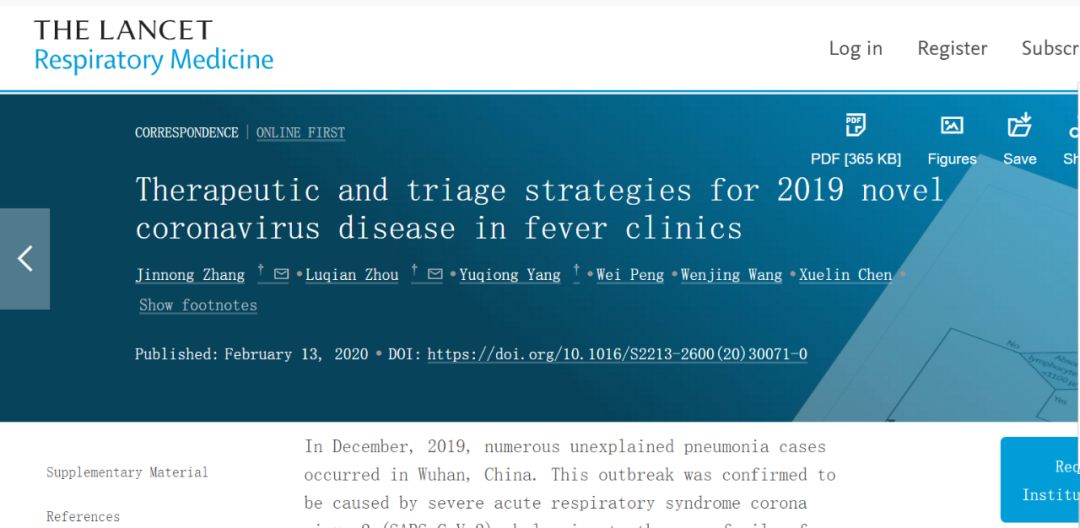 THE LANCET
Respiratory Medicine
Log in Register Subscr
CORRESPONDENCE | ONLINE FIRST
PDF [365 KB] Figures Save Sh
Therapeutic and triage strategies for 2019 novel
coronavirus disease in fever clinics
Jinnong Zhang † • Luqian Zhou † • Yuqiong Yang † • Wei Peng • Wenjing Wang • Xuelin Chen •
Show footnotes
Published: February 13, 2020 • DOI: https://doi.org/10.1016/S2213-2600(20)30071-0
No
lymphocyte
Yes
In December, 2019, numerous unexplained pneumonia cases
occurred in Wuhan, China. This outbreak was confirmed to
be caused by severe acute respiratory syndrome corona
Supplementary Material
References
Req
Institu